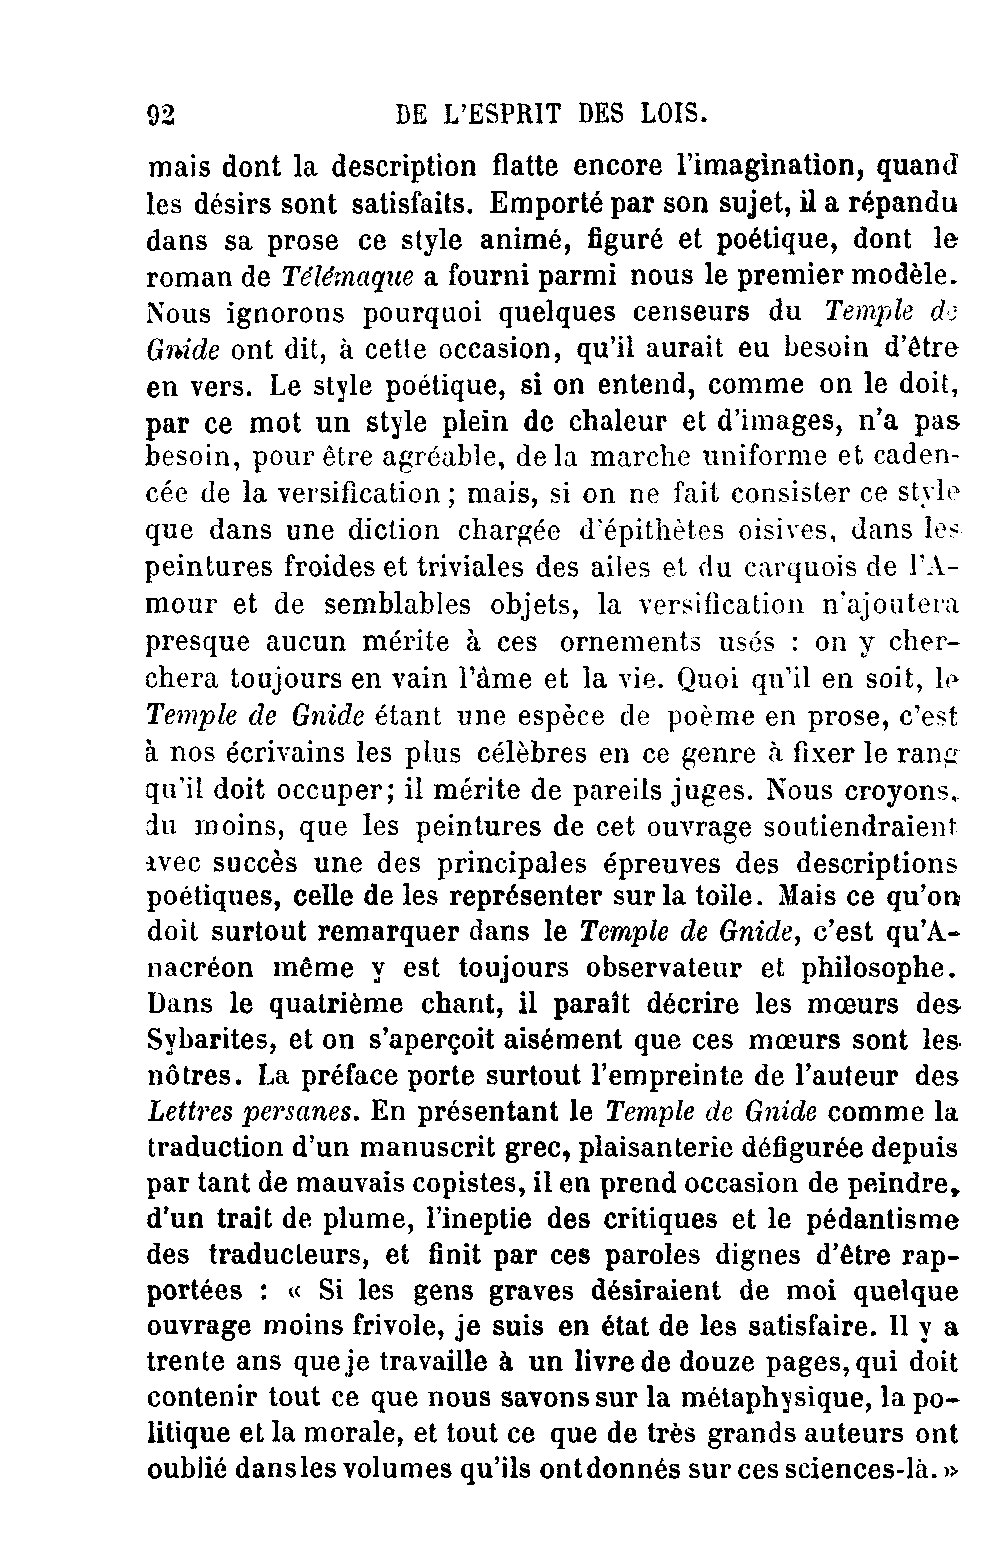 92 DE L'ESPRIT DES LOIS.
mais dont la description flatte encore l'imagination, quand
les désirs sont satisfaits. Emporté par son sujet, il a répandu
dans sa prose ce style animé, figuré et poétique, dont le
roman de Télémaque a fourni parmi nous le premier modèle.
Nous ignorons pourquoi quelques censeurs du Temple de
Gnide ont dit, à cette occasion, qu'il aurait eu besoin d'être
en vers. Le style poétique, si on entend, comme on le doit,
par ce mot un style plein de chaleur et d'images, n'a pas
besoin, pour être agréable, de la marche uniforme et caden-
cée de la versification ; mais, si on ne fait consister ce style
que dans une diction chargée d'épithètes oisives, dans les
peintures froides et triviales des ailes et du carquois de l'A-
mour et de semblables objets, la versification n'ajoutera
presque aucun mérite à ces ornements usés : on y cher-
chera toujours en vain l'âme et la vie. Quoi qu'il en soit, le
Temple de Gnide étant une espèce de poème en prose, c'est
à nos écrivains les plus célèbres en ce genre à fixer le rang
qu'il doit occuper ; il mérite de pareils juges. Nous croyons,
du moins, que les peintures de cet ouvrage soutiendraient
avec succès une des principales épreuves des descriptions
poétiques, celle de les représenter sur la toile. Mais ce qu'on
doit surtout remarquer dans le Temple de Gnide, c'est qu'A-
nacréon même y est toujours observateur et philosophe.
Dans le quatrième chant, il paraît décrire les mœurs des
Sybarites, et on s'aperçoit aisément que ces mœurs sont les
nôtres. La préface porte surtout l'empreinte de l'auteur des
Lettres persanes. En présentant le Temple de Gnide comme la
traduction d'un manuscrit grec, plaisanterie défigurée depuis
par tant de mauvais copistes, il en prend occasion de peindre,
d'un trait de plume, l'ineptie des critiques et le pédantisme
des traducteurs, et finit par ces paroles dignes d'être rap-
portées : « Si les gens graves désiraient de moi quelque
ouvrage moins frivole, je suis en état de les satisfaire. Il y a
trente ans que je travaille à un livre de douze pages, qui doit
contenir tout ce que nous savons sur la métaphysique, la po-
litique et la morale, et tout ce que de très grands auteurs ont
oublié dans les volumes qu'ils ont donnés sur ces sciences-là. »